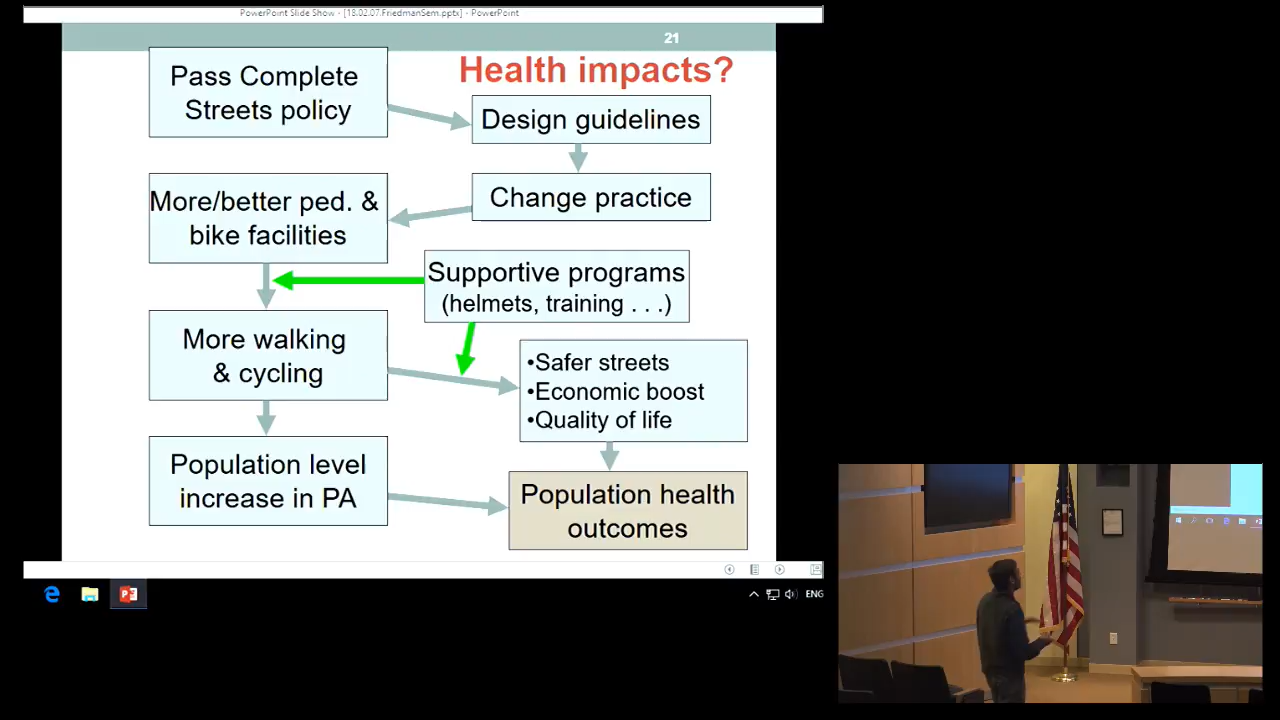 PowerPoint Slide Show - [18.02.07.FriedmanSem.pptx] - PowerPoint
21
Health impacts?
Pass Complete
Streets policy
Design guidelines
Change practice
More/better ped. &
bike facilities
Supportive programs
(helmets, training . . .)
More walking
& cycling
•Safer streets
•Economic boost
•Quality of life
Population level
increase in PA
Population health
outcomes
ENG